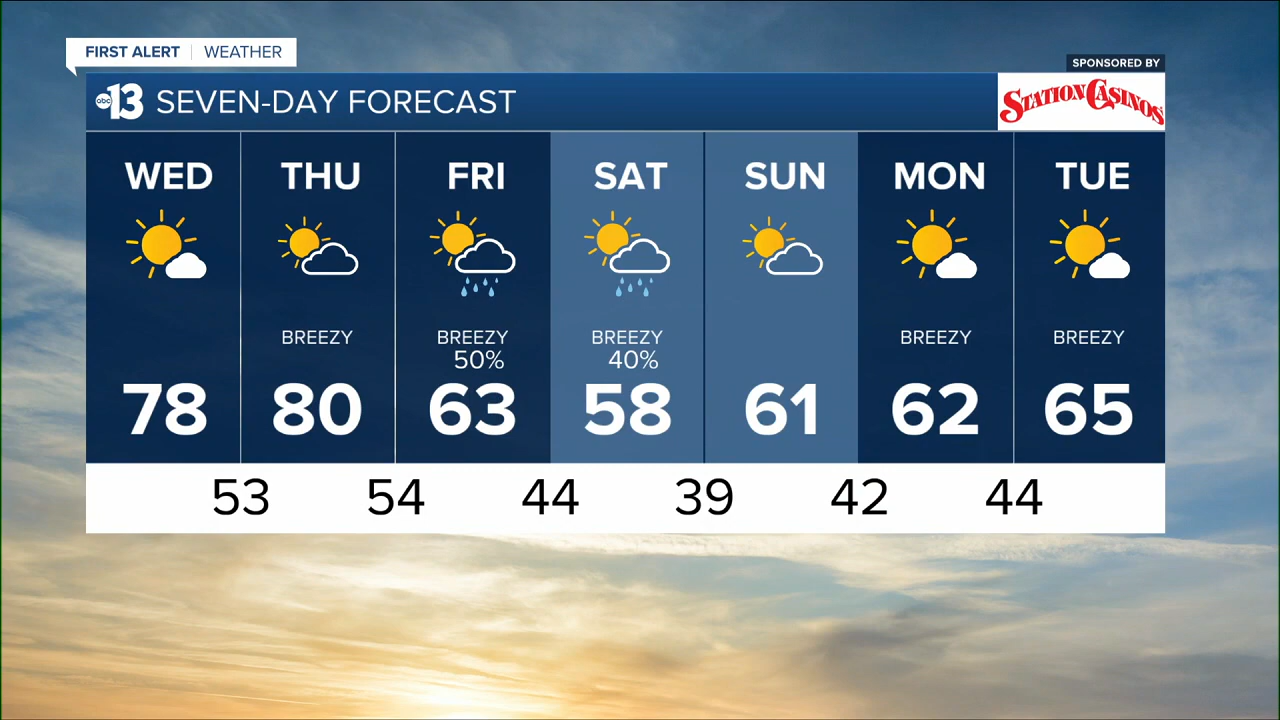 FIRST ALERT | WEATHER
SPONSORED BY
abc 13 SEVEN-DAY FORECAST
STATION CASINOS
WED THU FRI SAT SUN MON TUE
BREEZY BREEZY BREEZY BREEZY BREEZY
50% 40%
78 80 63 58 61 62 65
53 54 44 39 42 44